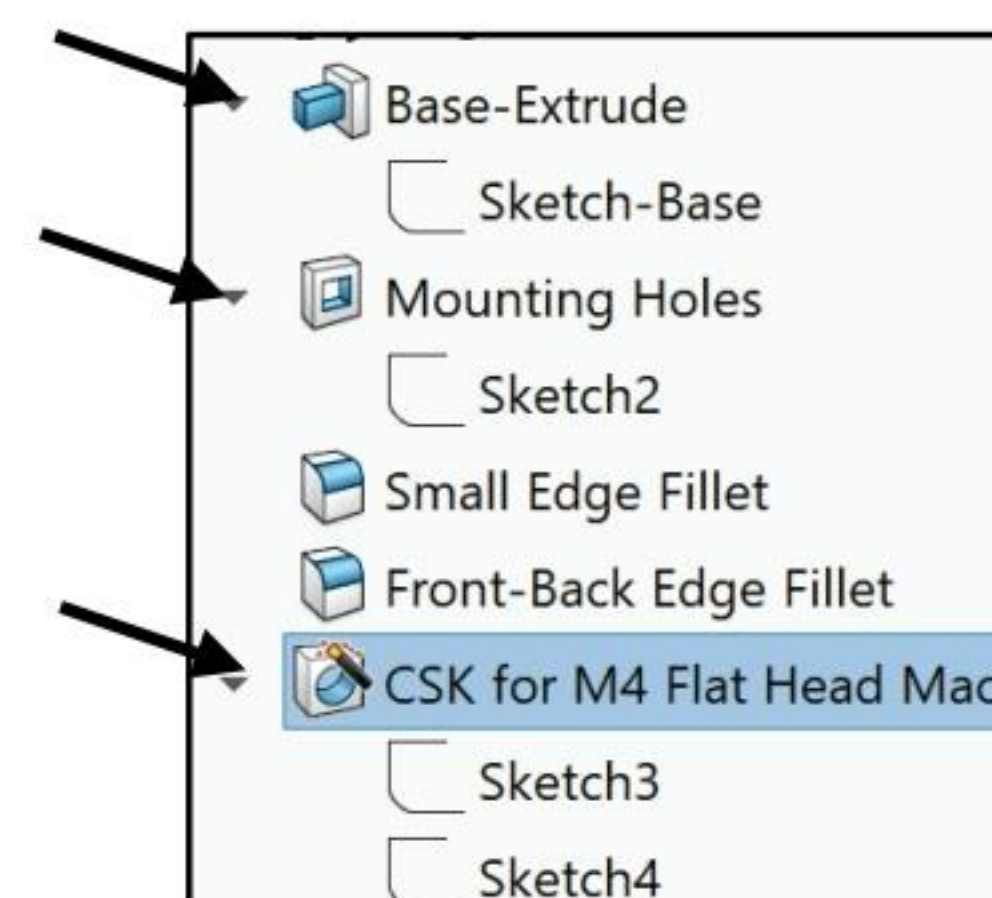 Base-Extrude
Sketch-Base
Mounting Holes
Sketch2
Small Edge Fillet
Front-Back Edge Fillet
CSK for M4 Flat Head
Sketch3
Sketch4